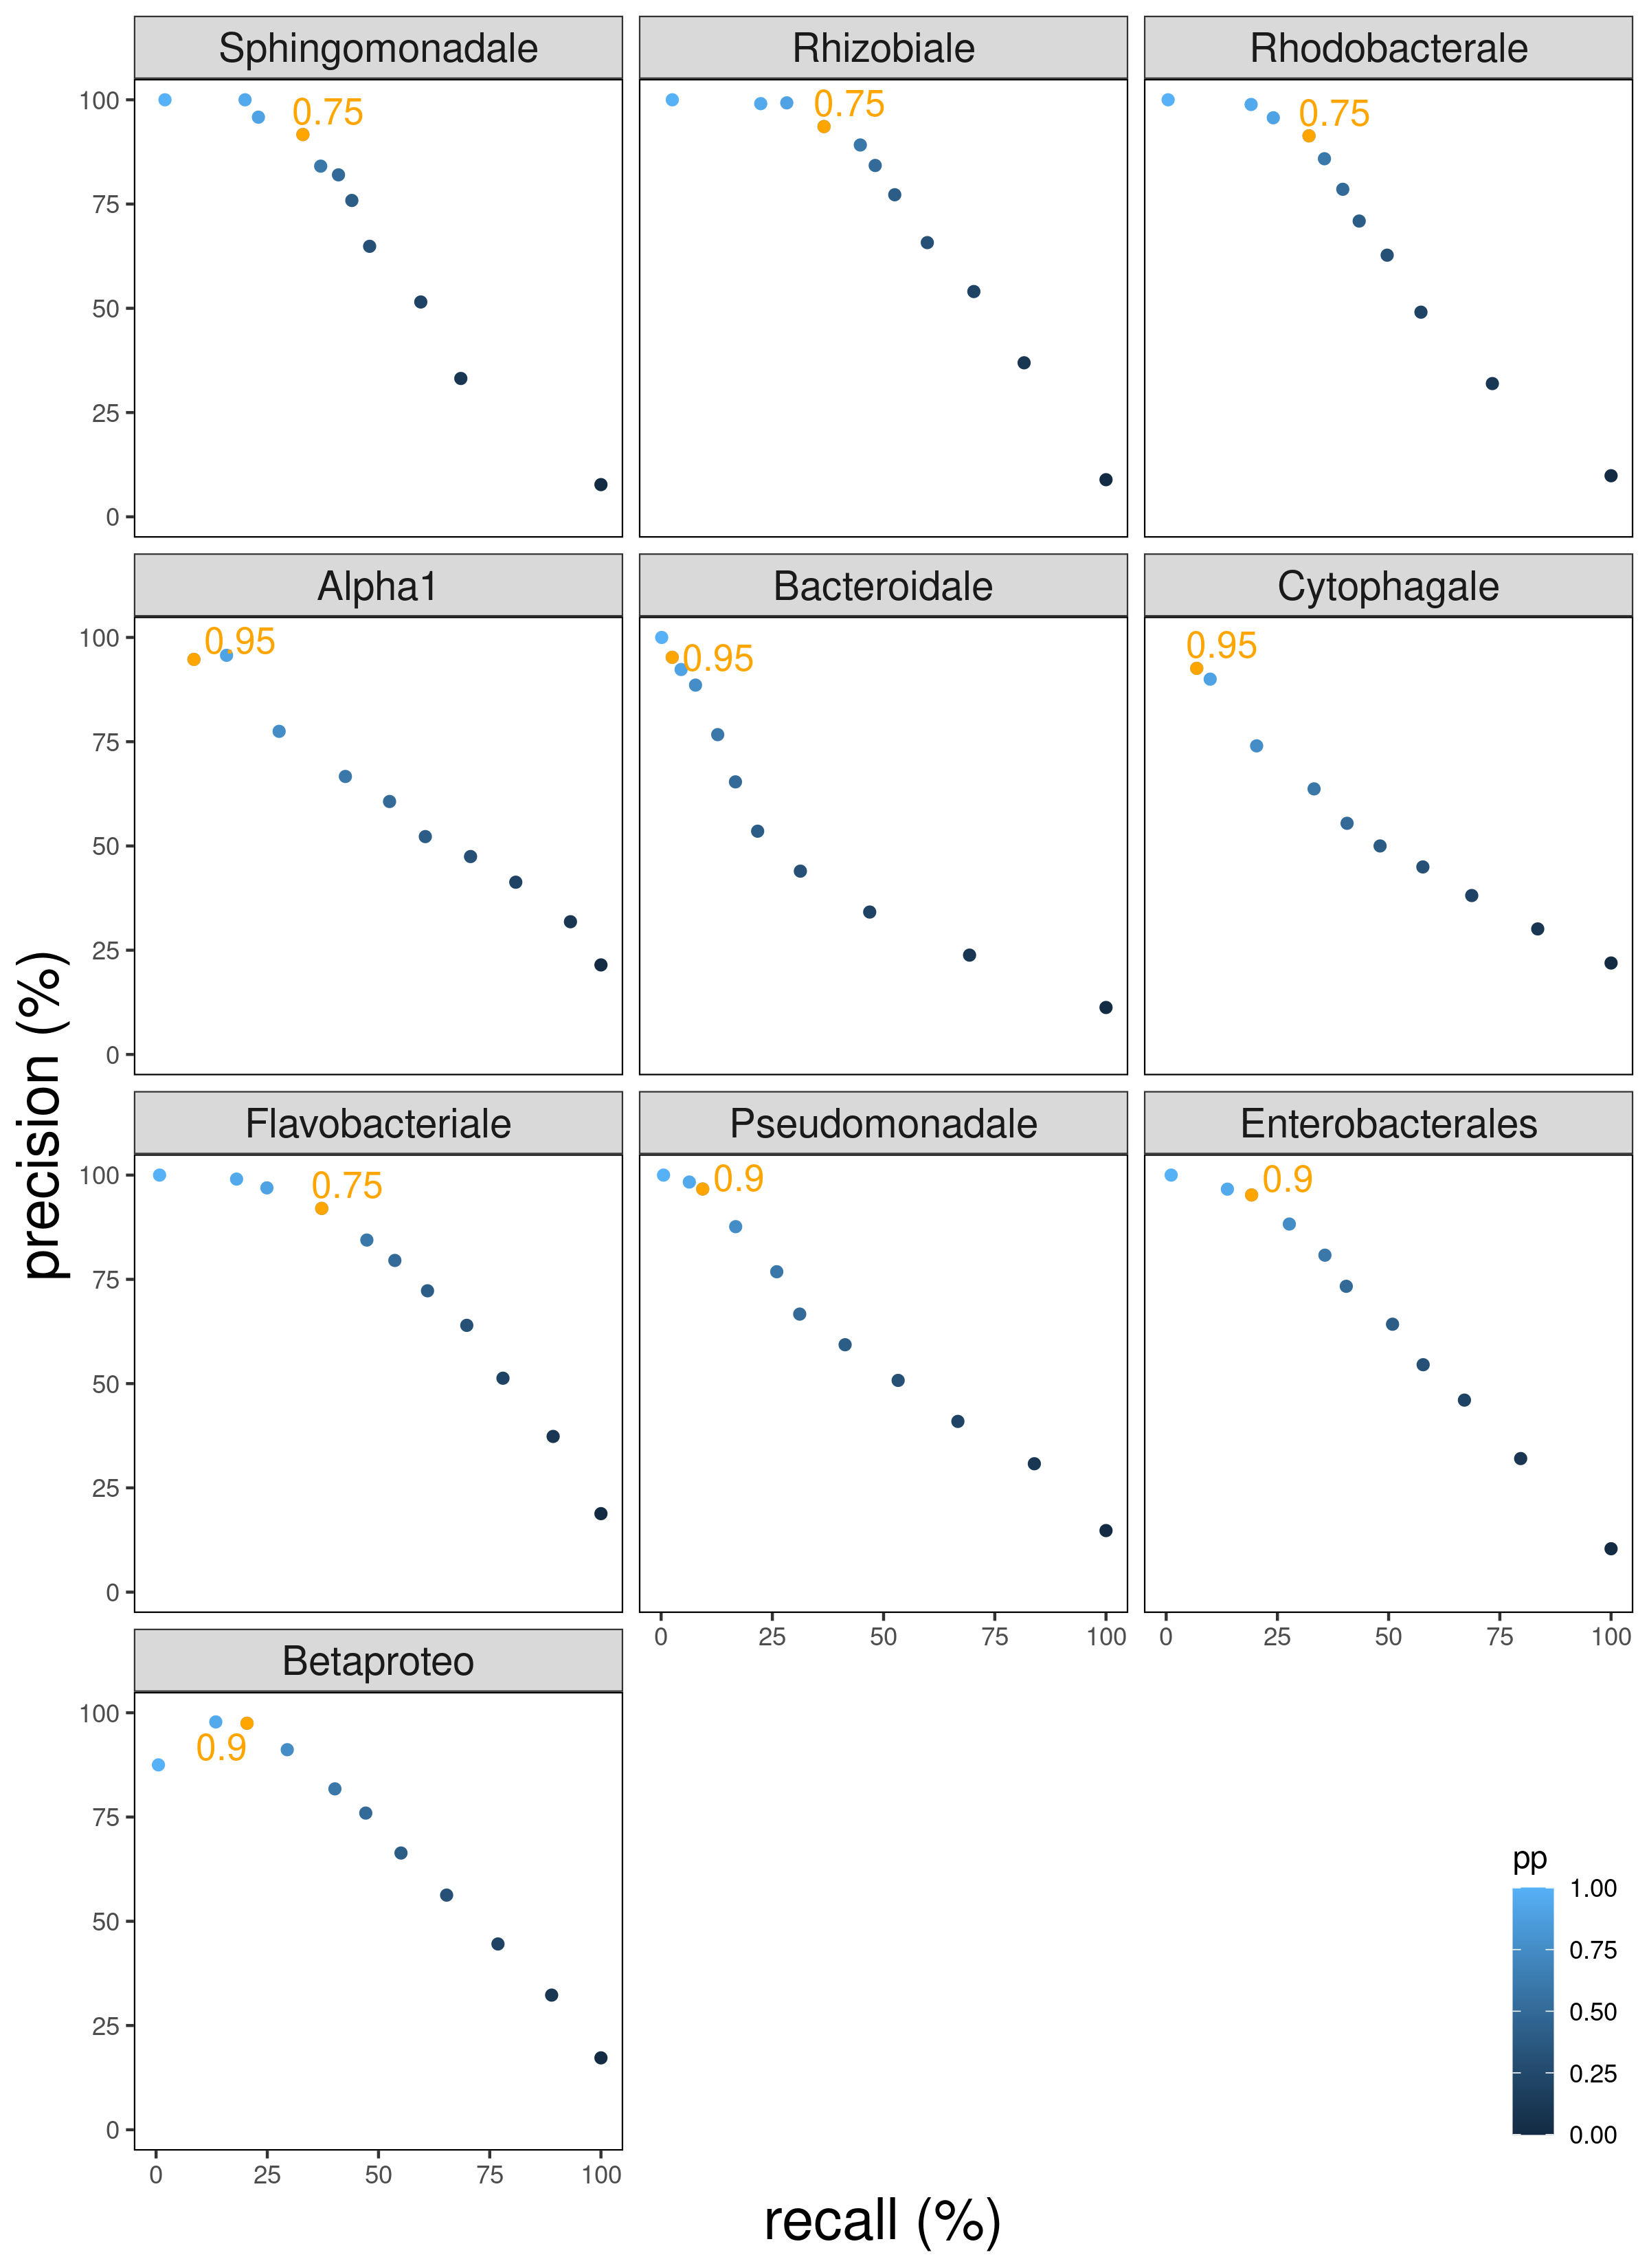 Sphingomonadale Rhizobiale Rhodobacterale
100 0.75 0.75 0.75
75
50
25
0
Alpha1 Bacteroidale Cytophagale
100 0.95 0.95 0.95
75
50
25
0
precision (%)
Flavobacteriale Pseudomonadale Enterobacterales
100 0.75 0.9 0.9
75
50
25
0
0 25 50 75 100 0 25 50 75 100
Betaproteo
100
0.9
75
50
25
0
0 25 50 75 100
pp
1.00
0.75
0.50
0.25
0.00
recall (%)